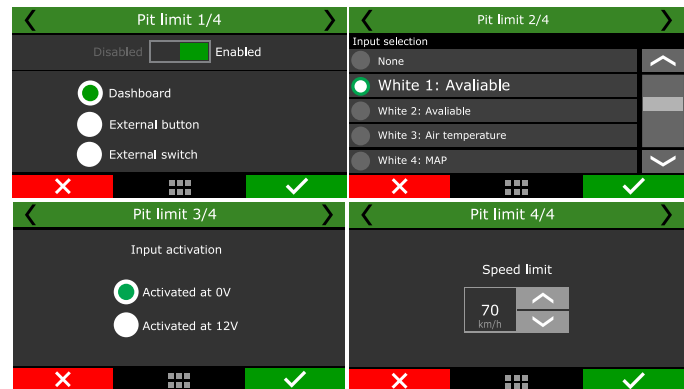 Pit limit 1/4
Disabled Enabled
Dashboard
External button
External switch
Pit limit 2/4
Input selection
None
White 1: Avaliable
White 2: Avaliable
White 3: Air temperature
White 4: MAP
Pit limit 3/4
Input activation
Activated at 0V
Activated at 12V
Pit limit 4/4
Speed limit
70
km/h